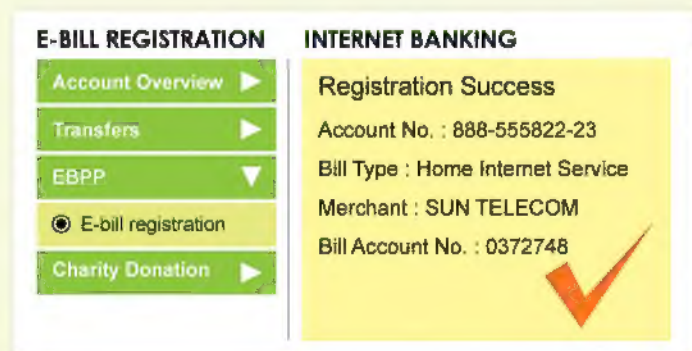 E-BILL REGISTRATION
Account Overview
Transfers
EBPP
E-bill registration
Charity Donation
INTERNET BANKING
Registration Success
Account No. : 888-555822-23
Bill Type : Home Internet Service
Merchant : SUN TELECOM
Bill Account No. : 0372748